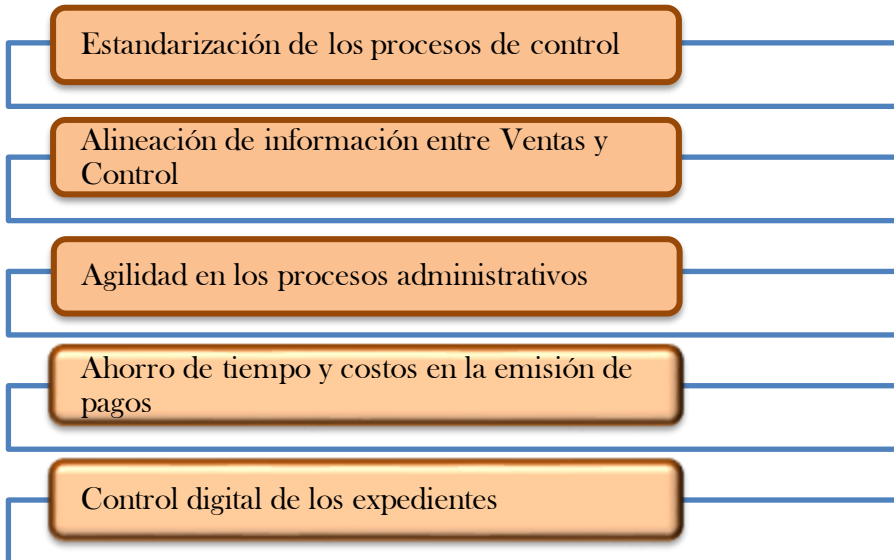 Estandarización de los procesos de control
Alineación de información entre Ventas y
Control
Agilidad en los procesos administrativos
Ahorro de tiempo y costos en la emisión de
pagos
Control digital de los expedientes